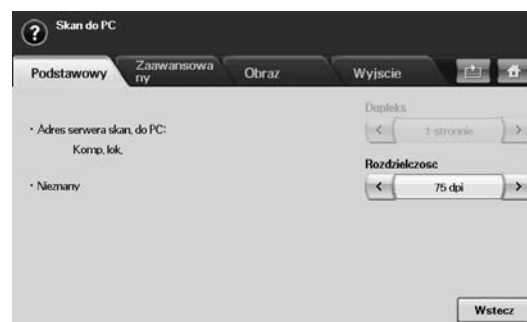 Skan do PC
Podstawowy
Zaawansowa
ny
Obraz
Wyjscie
Dupleks
• Adres serwera skan. do PC:
1-stronnie
Komp. lok.
Rozdzielczosc
• Nieznany
75 dpi
Wstecz